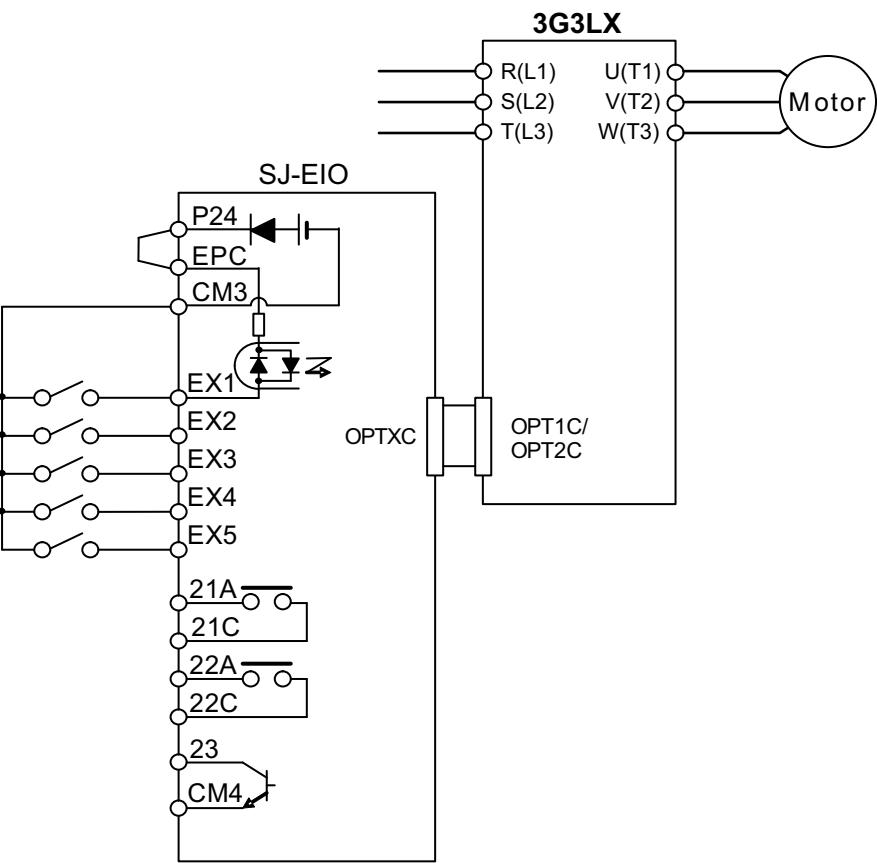 3G3LX
R(L1) U(T1)
S(L2) V(T2)
T(L3) W(T3)
Motor
SJ-EIO
P24
EPC
CM3
EX1
EX2
EX3
EX4
EX5
OPTXC
OPT1C/
OPT2C
21A
21C
22A
22C
23
CM4